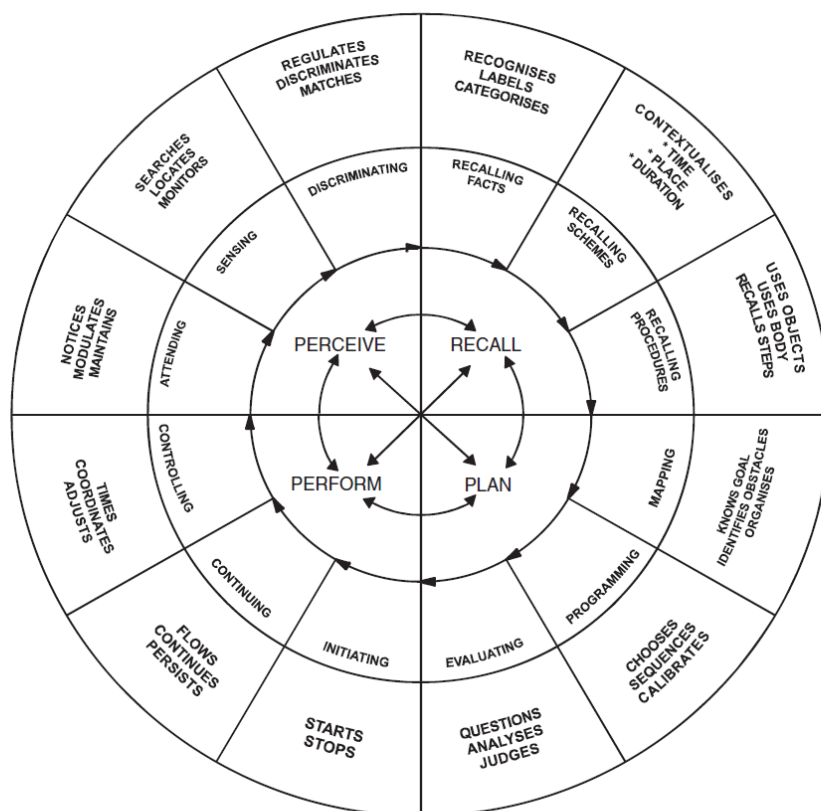 REGULATES
DISCRIMINATES
MATCHES
RECOGNISES
LABELS
CATEGORISES
CONTEXTUALISES
* TIME
* PLACE
* DURATION
USES OBJECTS
USES BODY
RECALLS STEPS
KNOWS GOAL
IDENTIFIES OBSTACLES
ORGANISES
CHOOSES
SEQUENCES
CALIBRATES
QUESTIONS
ANALYSES
JUDGES
STARTS
STOPS
FLOWS
CONTINUES
PERSISTS
TIMES
COORDINATES
ADJUSTS
NOTICES
MODULATES
MAINTAINS
SEARCHES
LOCATES
MONITORS
DISCRIMINATING
RECALLING
FACTS
RECALLING
SCHEMES
RECALLING
PROCEDURES
MAPPING
PROGRAMMING
EVALUATING
INITIATING
CONTINUING
CONTROLLING
ATTENDING
SENSING
PERCEIVE
RECALL
PERFORM
PLAN